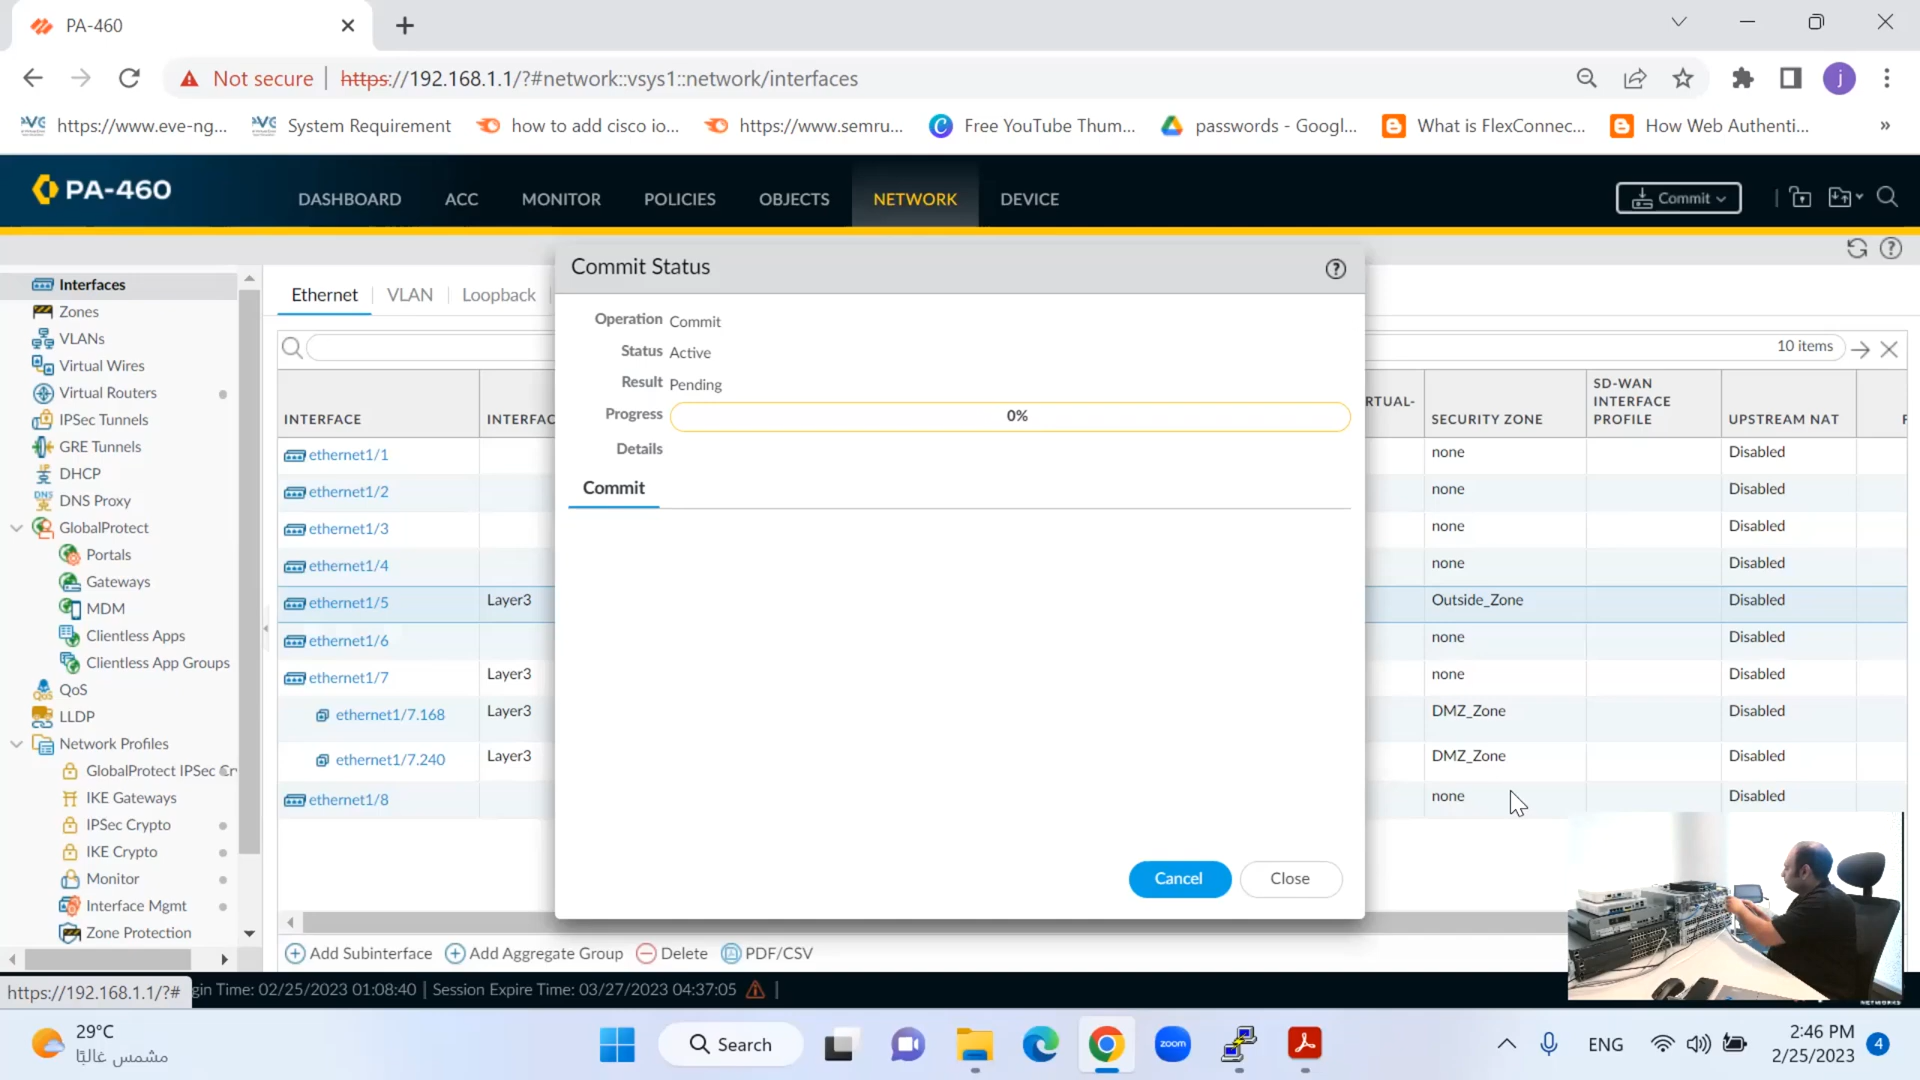 PA-460
Not secure
https://192.168.1.1/?#network::vsys1::network/interfaces
j
https://www.eve-ng...
System Requirement
how to add cisco io...
https://www.semru...
Free YouTube Thum...
passwords - Googl...
What is FlexConnec...
How Web Authenti...
»
PA-460
DASHBOARD
ACC
MONITOR
POLICIES
OBJECTS
NETWORK
DEVICE
Commit
Interfaces
Zones
VLANs
Virtual Wires
Virtual Routers
IPSec Tunnels
GRE Tunnels
DHCP
DNS Proxy
GlobalProtect
Portals
Gateways
MDM
Clientless Apps
Clientless App Groups
QoS
LLDP
Network Profiles
GlobalProtect IPSec Cr
IKE Gateways
IPSec Crypto
IKE Crypto
Monitor
Interface Mgmt
Zone Protection
Ethernet
VLAN
Loopback
10 items
INTERFACE
INTERFAC
RTUAL-
SECURITY ZONE
SD-WAN
INTERFACE
PROFILE
UPSTREAM NAT
ethernet1/1
none
Disabled
ethernet1/2
none
Disabled
ethernet1/3
none
Disabled
ethernet1/4
none
Disabled
ethernet1/5
Layer3
Outside_Zone
Disabled
ethernet1/6
none
Disabled
ethernet1/7
Layer3
none
Disabled
ethernet1/7.168
Layer3
DMZ_Zone
Disabled
ethernet1/7.240
Layer3
DMZ_Zone
Disabled
ethernet1/8
none
Disabled
Commit Status
Operation Commit
Status Active
Result Pending
Progress 0%
Details
Commit
Cancel
Close
Add Subinterface
Add Aggregate Group
Delete
PDF/CSV
https://192.168.1.1/?#
gin Time: 02/25/2023 01:08:40 | Session Expire Time: 03/27/2023 04:37:05
NETWORKS
29°C
مشمس غالبًا
Search
zoom
ENG
2:46 PM
2/25/2023
4